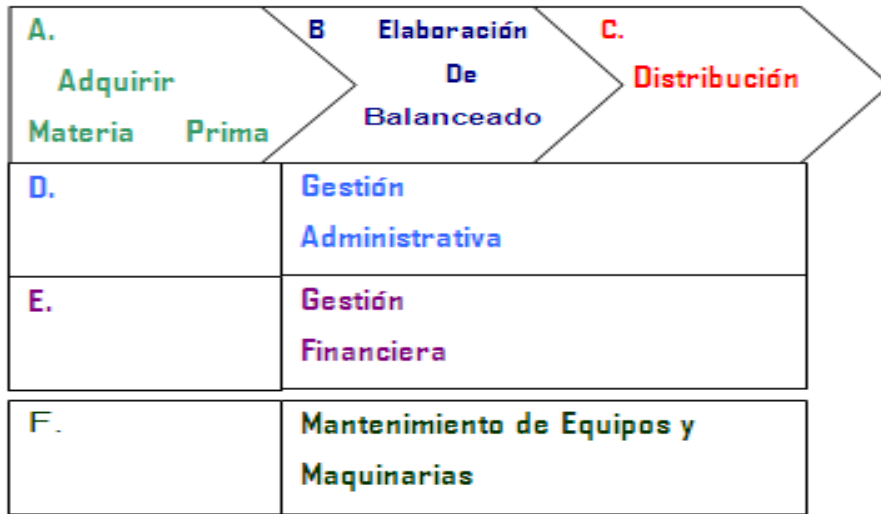 A.
Adquirir
Materia Prima
B Elaboración
De
Balanceado
C.
Distribución
D.
Gestión
Administrativa
E.
Gestión
Financiera
F.
Mantenimiento de Equipos y
Maquinarias